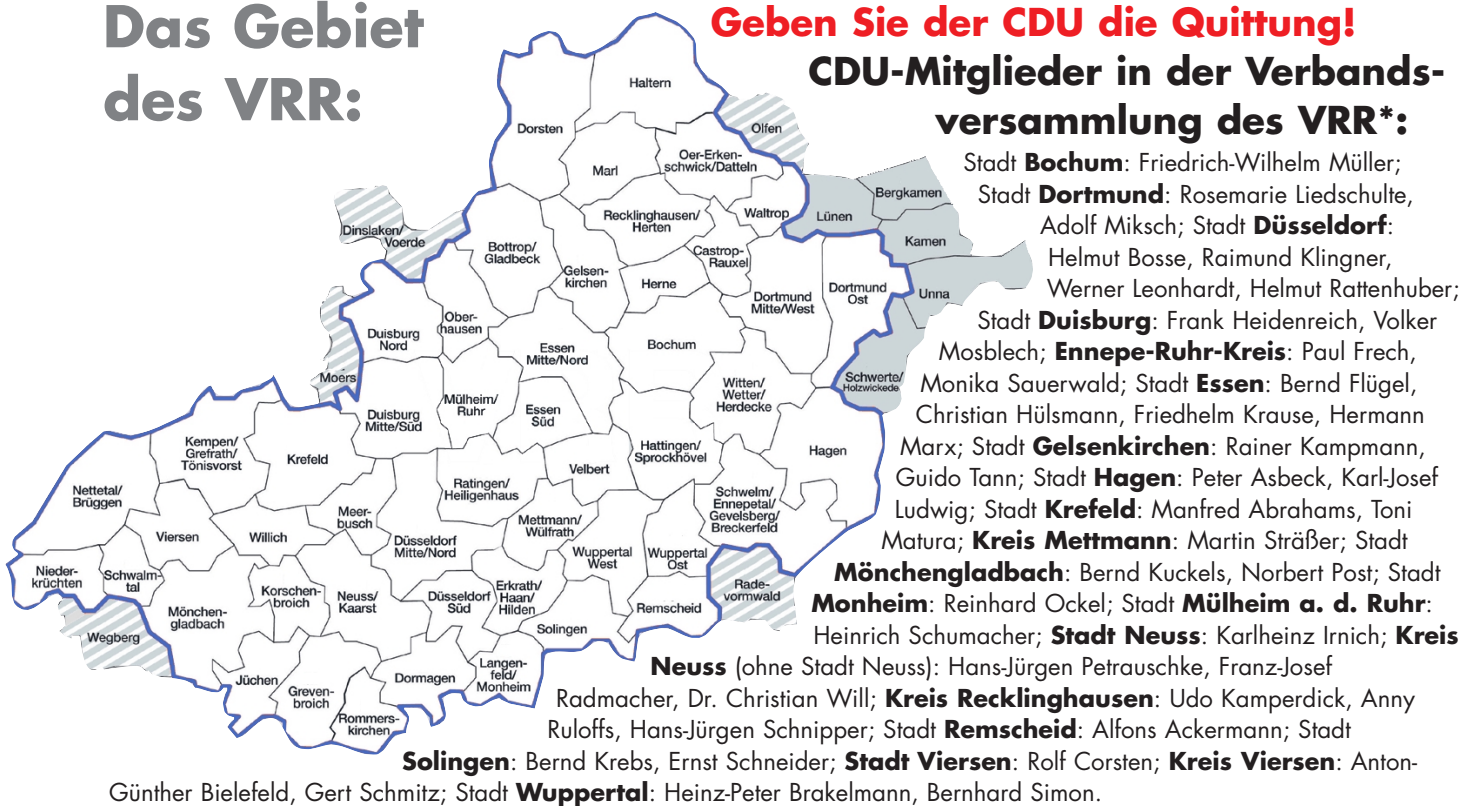 Das Gebiet
des VRR:
Geben Sie der CDU die Quittung!
CDU-Mitglieder in der Verbands-
versammlung des VRR*:
Stadt Bochum: Friedrich-Wilhelm Müller;
Stadt Dortmund: Rosemarie Liedschulte,
Adolf Miksch; Stadt Düsseldorf:
Helmut Bosse, Raimund Klingner,
Werner Leonhardt, Helmut Rattenhuber;
Stadt Duisburg: Frank Heidenreich, Volker
Mosblech; Ennepe-Ruhr-Kreis: Paul Frech,
Monika Sauerwald; Stadt Essen: Bernd Flügel,
Christian Hülsmann, Friedhelm Krause, Hermann
Marx; Stadt Gelsenkirchen: Rainer Kampmann,
Guido Tann; Stadt Hagen: Peter Asbeck, Karl-Josef
Ludwig; Stadt Krefeld: Manfred Abrahams, Toni
Matura; Kreis Mettmann: Martin Sträßer; Stadt
Mönchengladbach: Bernd Kuckels, Norbert Post; Stadt
Monheim: Reinhard Ockel; Stadt Mülheim a. d. Ruhr:
Heinrich Schumacher; Stadt Neuss: Karlheinz Irnich; Kreis
Neuss (ohne Stadt Neuss): Hans-Jürgen Petrauschke, Franz-Josef
Radmacher, Dr. Christian Will; Kreis Recklinghausen: Udo Kamperdick, Anny
Ruloffs, Hans-Jürgen Schnipper; Stadt Remscheid: Alfons Ackermann; Stadt
Solingen: Bernd Krebs, Ernst Schneider; Stadt Viersen: Rolf Corsten; Kreis Viersen: Anton-
Günther Bielefeld, Gert Schmitz; Stadt Wuppertal: Heinz-Peter Brakelmann, Bernhard Simon.
Haltern
Dorsten
Olfen
Marl
Oer-Erken-
schwick/Datteln
Recklinghausen/
Herten
Waltrop
Lünen
Bergkamen
Kamen
Unna
Dinslaken/
Voerde
Bottrop/
Gladbeck
Gelsen-
kirchen
Castrop-
Rauxel
Herne
Dortmund
Mitte/West
Dortmund
Ost
Duisburg
Nord
Ober-
hausen
Essen
Mitte/Nord
Bochum
Moers
Duisburg
Mitte/Süd
Mülheim/
Ruhr
Essen
Süd
Witten/
Wetter/
Herdecke
Schwerte/
Holzwickede
Kempen/
Grefrath/
Tönisvorst
Krefeld
Hattingen/
Sprockhövel
Hagen
Nettetal/
Brüggen
Ratingen/
Heiligenhaus
Velbert
Meer-
busch
Viersen
Willich
Düsseldorf
Mitte/Nord
Mettmann/
Wülfrath
Schwelm/
Ennepetal/
Gevelsberg/
Breckerfeld
Wuppertal
West
Wuppertal
Ost
Nieder-
krüchten
Schwalm-
tal
Mönchen-
gladbach
Korschen-
broich
Neuss/
Kaarst
Düsseldorf
Süd
Erkrath/
Haan/
Hilden
Remscheid
Rade-
vormwald
Solingen
Wegberg
Jüchen
Greven-
broich
Dormagen
Langen-
feld/
Monheim
Rommers-
kirchen